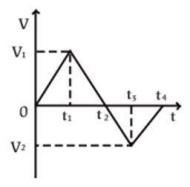 V
V₁
t₃ t₄
0 t₁ t₂ t
V₂